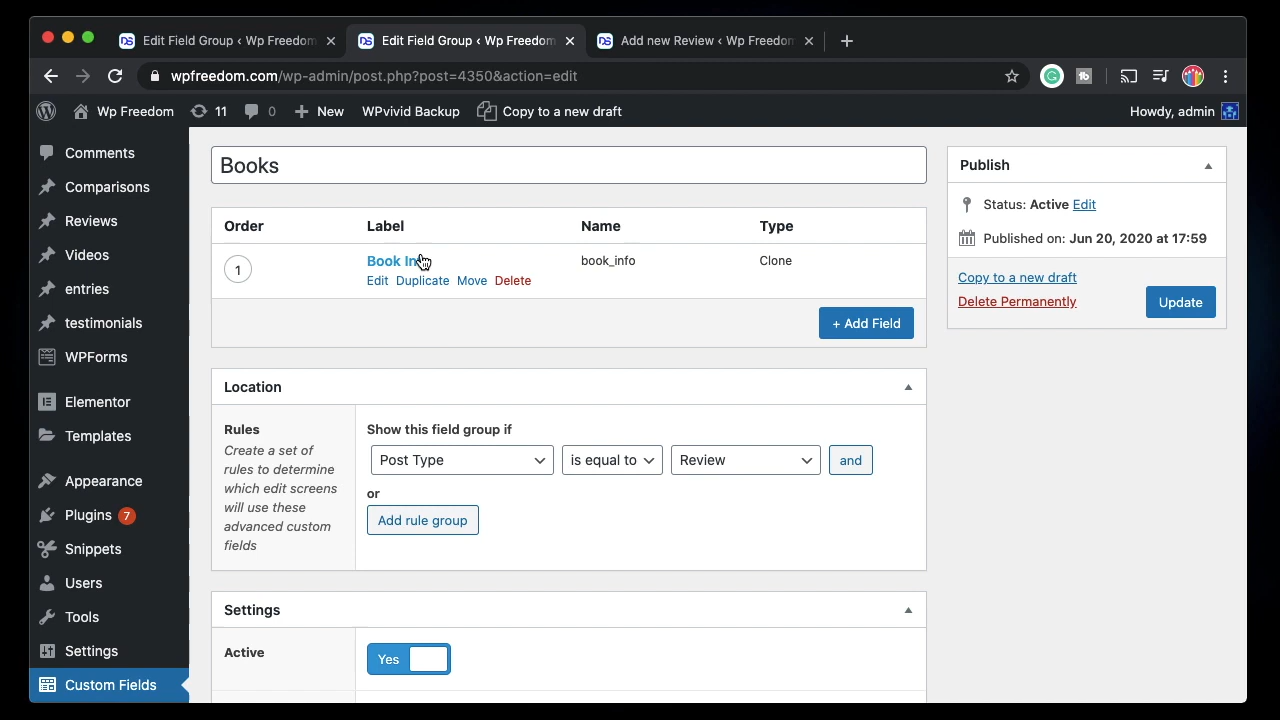 Edit Field Group ‹ Wp Freedom
Edit Field Group ‹ Wp Freedom
Add new Review ‹ Wp Freedom
wpfreedom.com/wp-admin/post.php?post=4350&action=edit
Wp Freedom 11 0 New WPvivid Backup Copy to a new draft Howdy, admin
Comments
Comparisons
Reviews
Videos
entries
testimonials
WPForms
Elementor
Templates
Appearance
Plugins 7
Snippets
Users
Tools
Settings
Custom Fields
Books
Order Label Name Type
1 book_info Clone
Edit Duplicate Move Delete
+ Add Field
Location
Rules
Create a set of
rules to determine
which edit screens
will use these
advanced custom
fields
Show this field group if
Post Type is equal to Review and
or
Add rule group
Settings
Active Yes
Publish
Status: Active Edit
Published on: Jun 20, 2020 at 17:59
Copy to a new draft
Delete Permanently Update